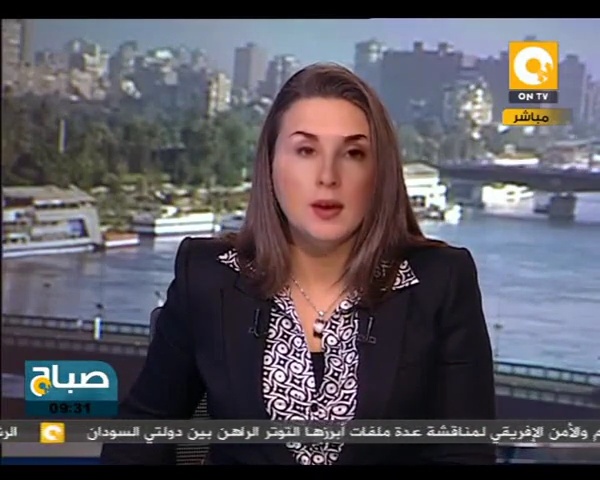 ON TV
مباشر
صباح
09:31
م والأمن الإفريقي لمناقشة عدة ملفات أبرزها التوتر الراهن بين دولتي السودان